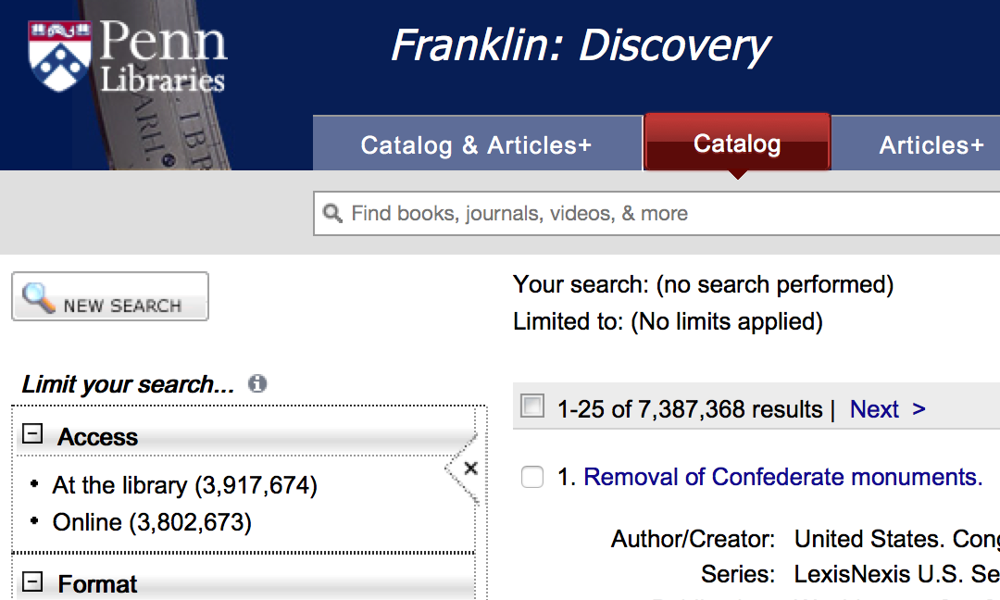 Penn
Libraries
Franklin: Discovery
Catalog & Articles+
Catalog
Articles+
Find books, journals, videos, & more
NEW SEARCH
Your search: (no search performed)
Limited to: (No limits applied)
Limit your search...
1-25 of 7,387,368 results | Next >
Access
At the library (3,917,674)
Online (3,802,673)
Format
1. Removal of Confederate monuments.
Author/Creator: United States. Cong
Series: LexisNexis U.S. Se